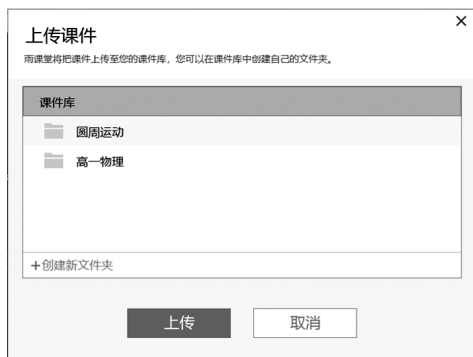 上传课件
雨课堂将把课件上传至您的课件库，您可以在课件库中创建自己的文件夹。
课件库
圆周运动
高一物理
+创建新文件夹
上传
取消